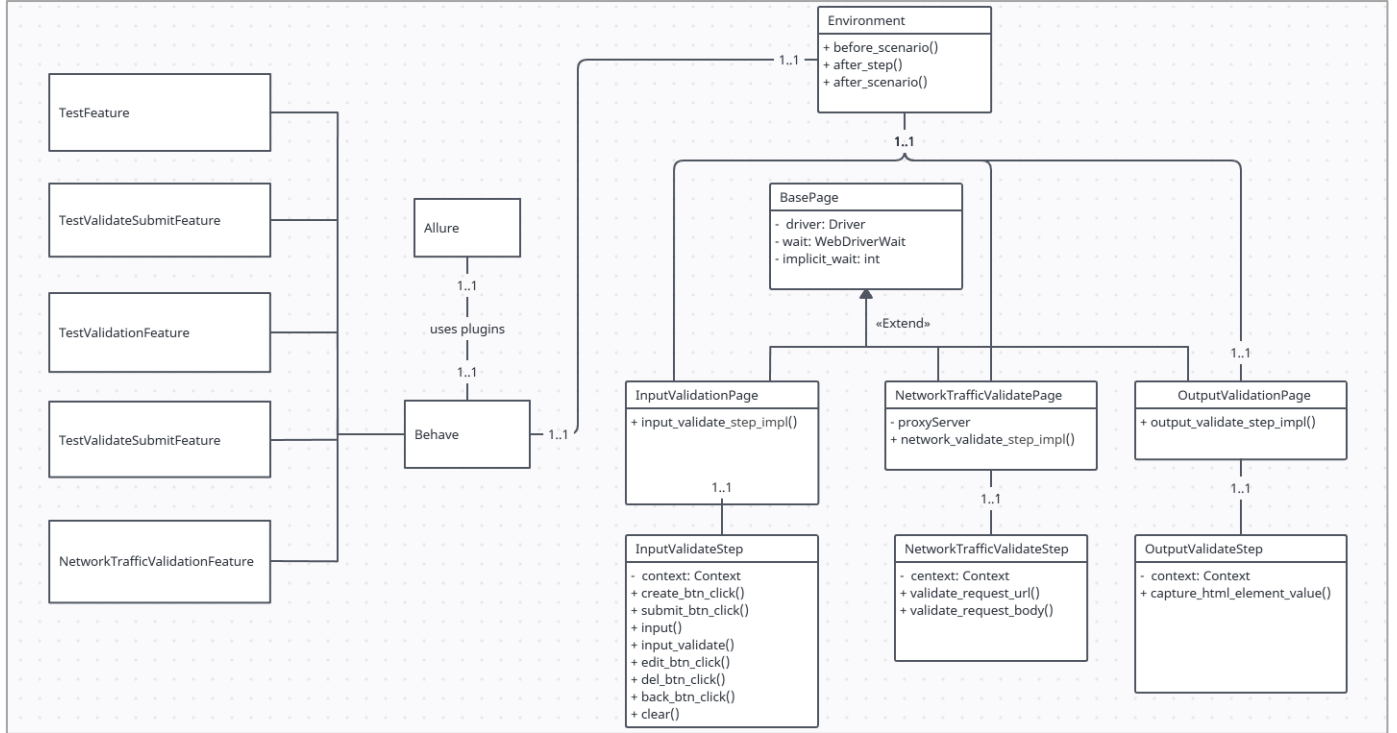 Environment
+ before_scenario()
+ after_step()
+ after_scenario()
1..1
1..1
TestFeature
TestValidateSubmitFeature
TestValidationFeature
TestValidateSubmitFeature
NetworkTrafficValidationFeature
Allure
1..1
uses plugins
1..1
Behave
1..1
BasePage
- driver: Driver
- wait: WebDriverWait
- implicit_wait: int
«Extend»
1..1
InputValidationPage
+ input_validate_step_impl()
1..1
NetworkTrafficValidatePage
- proxyServer
+ network_validate_step_impl()
1..1
OutputValidationPage
+ output_validate_step_impl()
1..1
InputValidateStep
- context: Context
+ create_btn_click()
+ submit_btn_click()
+ input()
+ input_validate()
+ edit_btn_click()
+ del_btn_click()
+ back_btn_click()
+ clear()
NetworkTrafficValidateStep
- centext: Context
+ validate_request_url()
+ validate_request_body()
OutputValidateStep
- context: Context
+ capture_html_element_value()